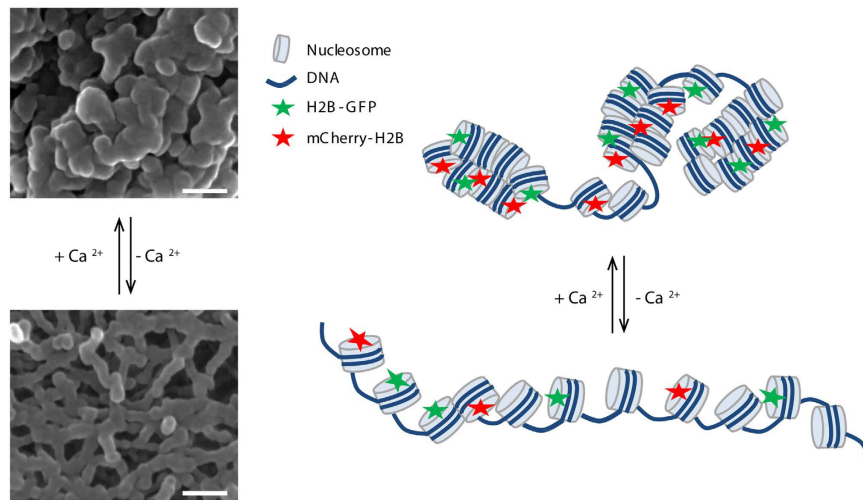 Nucleosome
DNA
H2B-GFP
mCherry-H2B
+ Ca 2+ - Ca 2+
+ Ca 2+ - Ca 2+